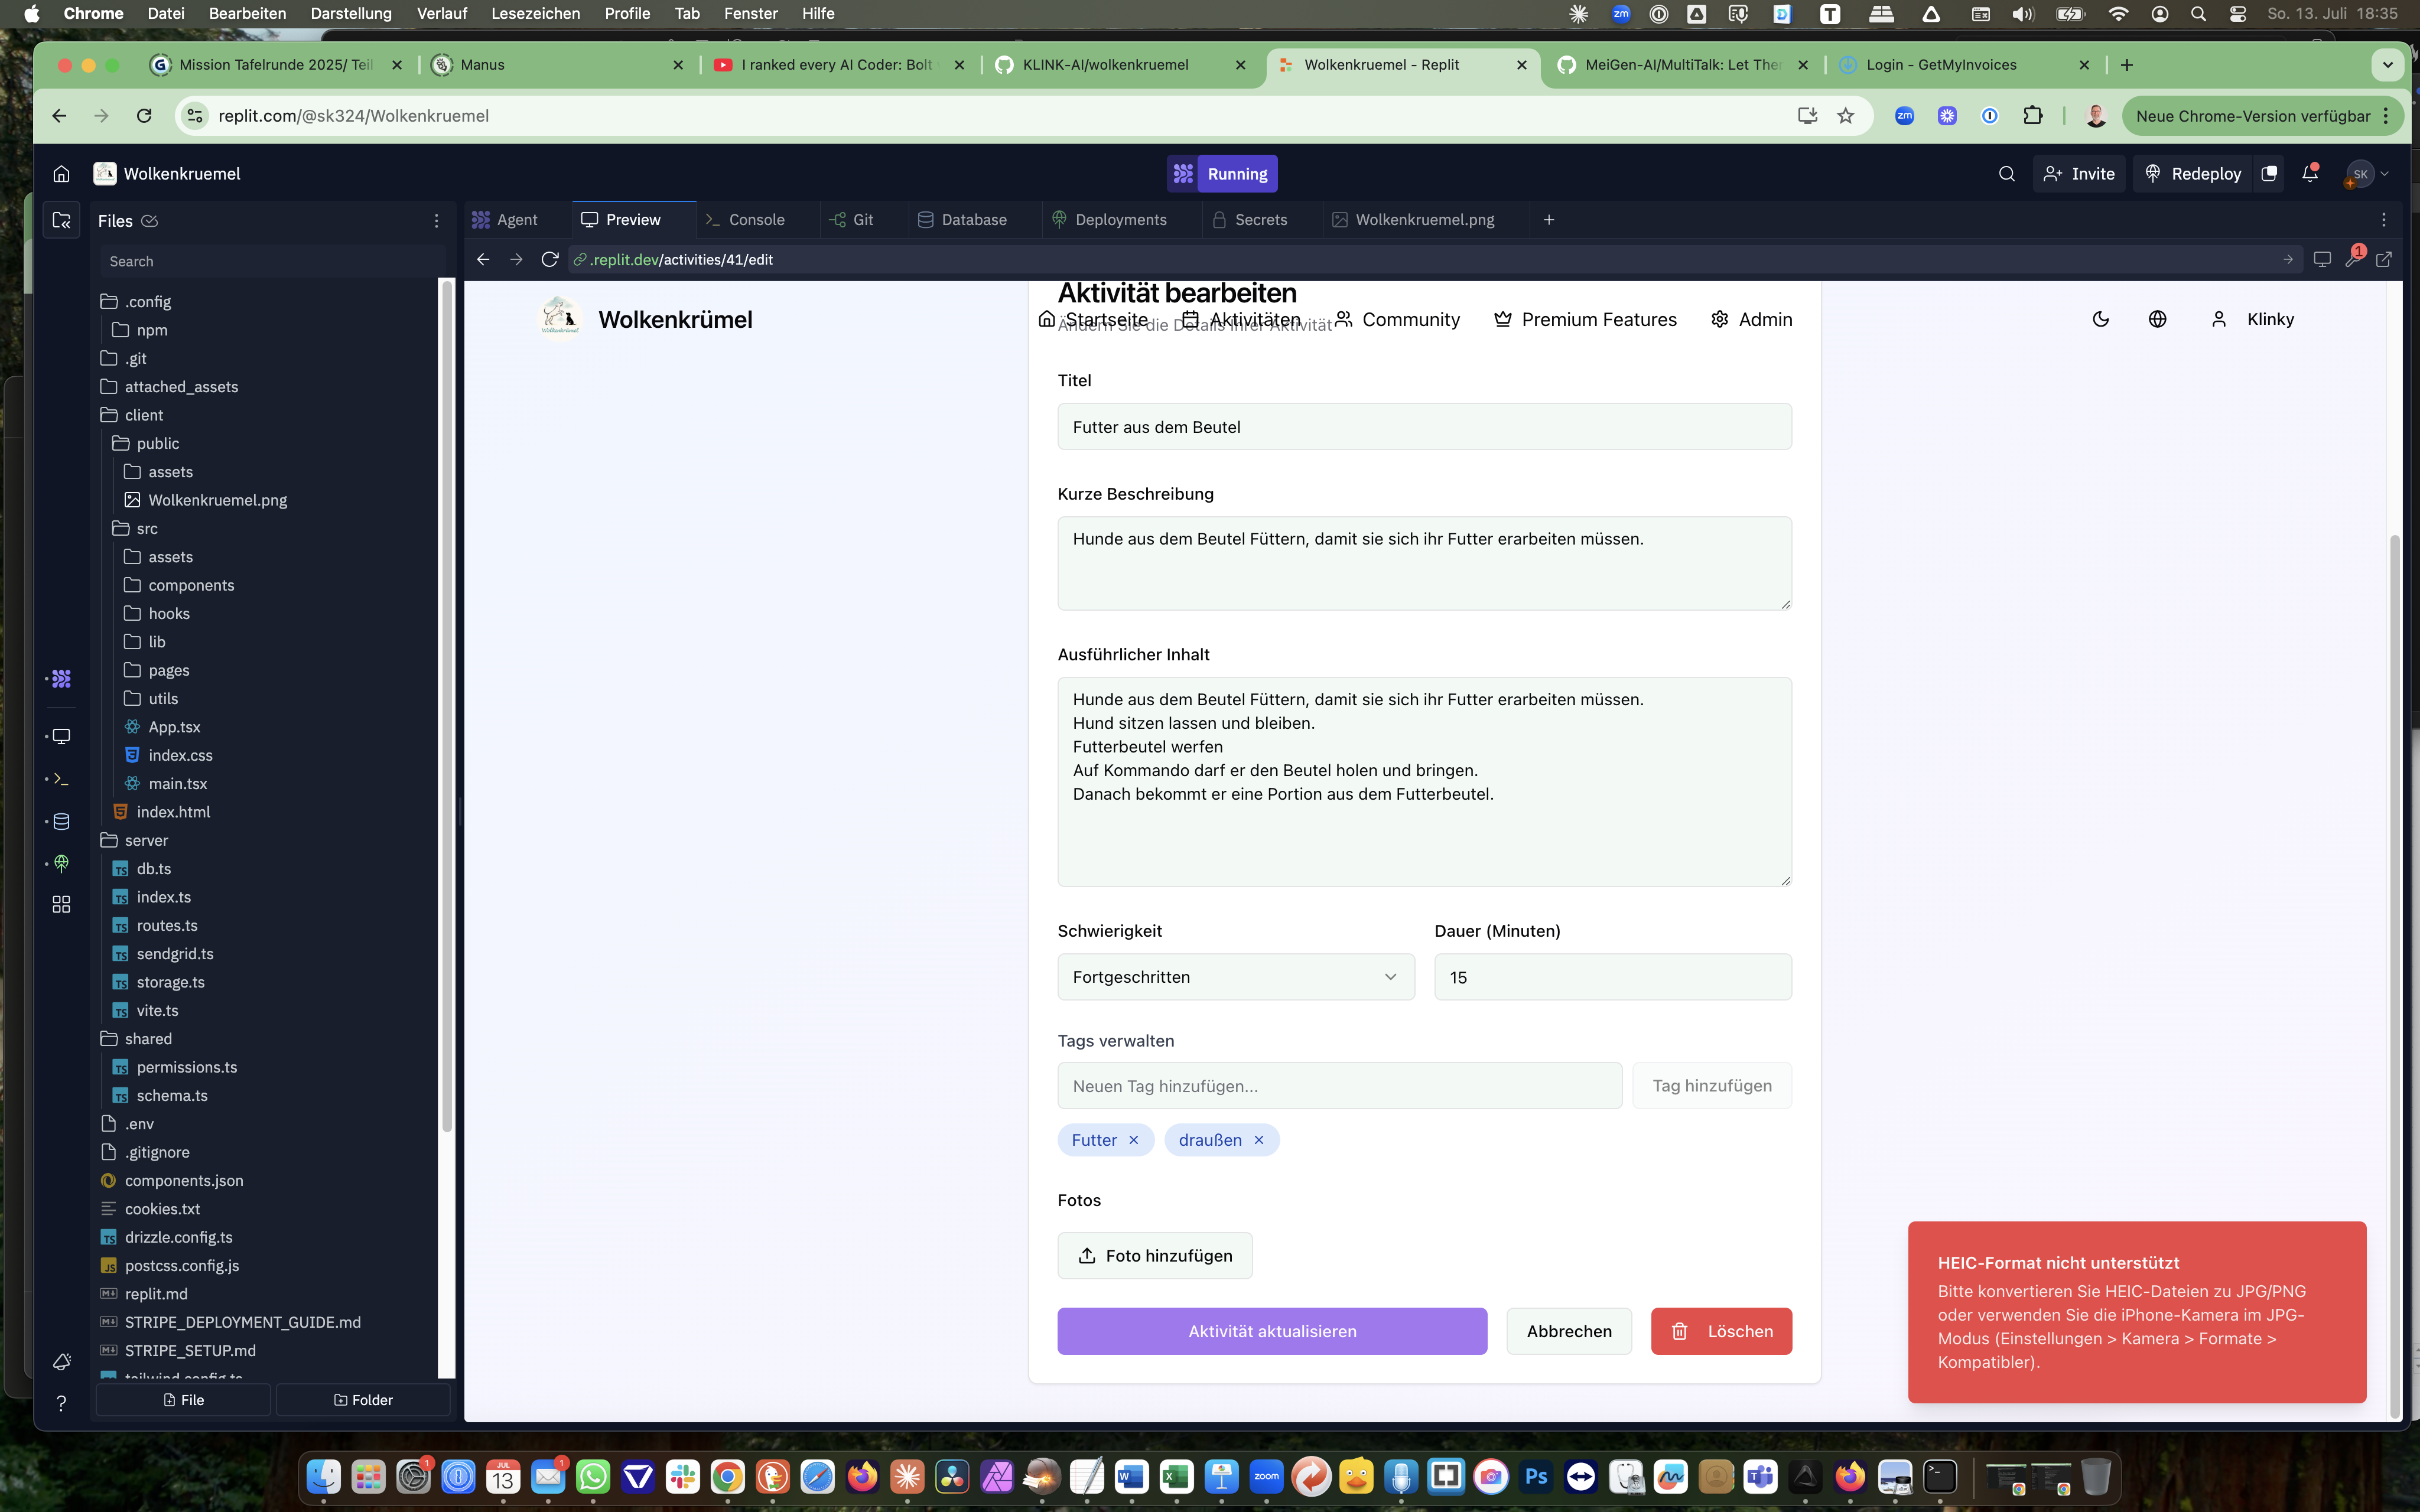 Chrome Datei Bearbeiten Darstellung Verlauf Lesezeichen Profile Tab Fenster Hilfe
So. 13. Juli 18:35
Mission Tafelrunde 2025/ Teil
Manus
I ranked every AI Coder: Bolt
KLINK-AI/wolkenkruemel
Wolkenkruemel - Replit
MeiGen-AI/MultiTalk: Let The
Login - GetMyInvoices
replit.com/@sk324/Wolkenkruemel
Neue Chrome-Version verfügbar
Wolkenkruemel
Running
Invite
Redeploy
SK
Files
Agent
Preview
Console
Git
Database
Deployments
Secrets
Wolkenkruemel.png
Search
.replit.dev/activities/41/edit
1
.config
npm
.git
attached_assets
client
public
assets
Wolkenkruemel.png
src
assets
components
hooks
lib
pages
utils
App.tsx
index.css
main.tsx
index.html
server
db.ts
index.ts
routes.ts
sendgrid.ts
storage.ts
vite.ts
shared
permissions.ts
schema.ts
.env
.gitignore
components.json
cookies.txt
drizzle.config.ts
postcss.config.js
replit.md
STRIPE_DEPLOYMENT_GUIDE.md
STRIPE_SETUP.md
tailwind.config.ts
File
Folder
Wolkenkrümel
Startseite
Aktivitäten
Community
Premium Features
Admin
Klinky
Aktivität bearbeiten
Ändern Sie die Details Ihrer Aktivität
Titel
Futter aus dem Beutel
Kurze Beschreibung
Hunde aus dem Beutel Füttern, damit sie sich ihr Futter erarbeiten müssen.
Ausführlicher Inhalt
Hunde aus dem Beutel Füttern, damit sie sich ihr Futter erarbeiten müssen.
Hund sitzen lassen und bleiben.
Futterbeutel werfen
Auf Kommando darf er den Beutel holen und bringen.
Danach bekommt er eine Portion aus dem Futterbeutel.
Schwierigkeit
Dauer (Minuten)
Fortgeschritten
15
Tags verwalten
Neuen Tag hinzufügen...
Tag hinzufügen
Futter
draußen
Fotos
Foto hinzufügen
Aktivität aktualisieren
Abbrechen
Löschen
HEIC-Format nicht unterstützt
Bitte konvertieren Sie HEIC-Dateien zu JPG/PNG
oder verwenden Sie die iPhone-Kamera im JPG-
Modus (Einstellungen > Kamera > Formate >
Kompatibler).
1
JUL
13
1
zoom
Ps